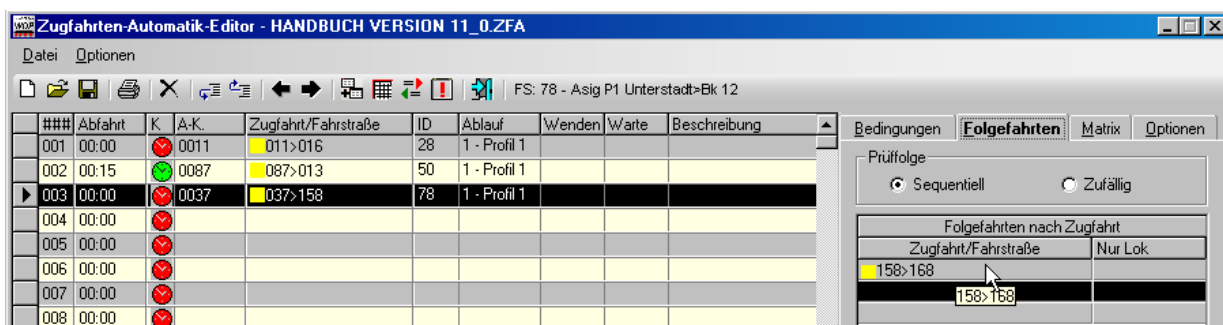 WDP Zugfahrten-Automatik-Editor - HANDBUCH VERSION 11_0.ZFA
Datei Optionen
FS: 78 - Asig P1 Unterstadt>Bk 12
### Abfahrt K A-K. Zugfahrt/Fahrstraße ID Ablauf Wenden Warte Beschreibung
001 00:00 0011 011>016 28 1 - Profil 1
002 00:15 0087 087>013 50 1 - Profil 1
003 00:00 0037 037>158 78 1 - Profil 1
004 00:00
005 00:00
006 00:00
007 00:00
008 00:00
Bedingungen Folgefahrten Matrix Optionen
Prüffolge
Sequentiell Zufällig
Folgefahrten nach Zugfahrt
Zugfahrt/Fahrstraße Nur Lok
158>168
158>168